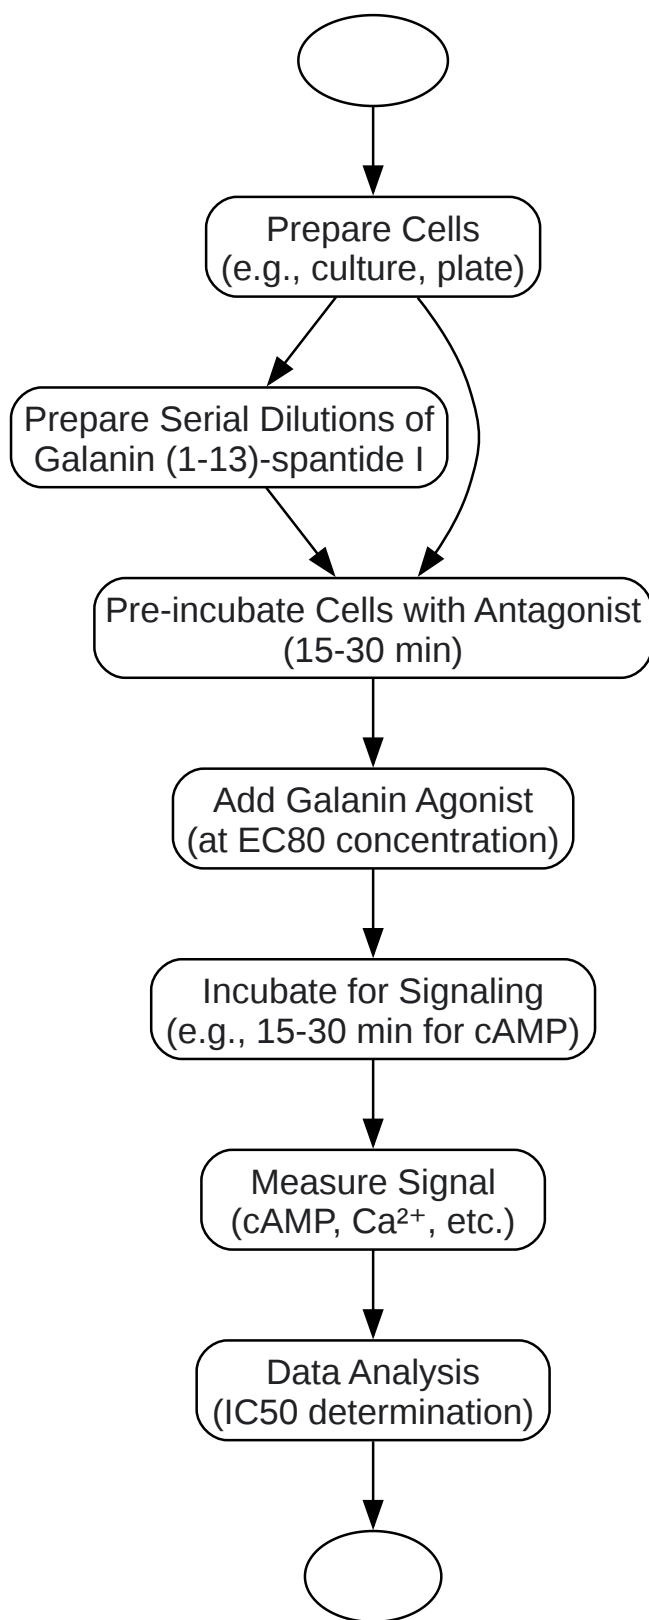 Prepare Cells
(e.g., culture, plate)
Prepare Serial Dilutions of
Galanin (1-13)-spantide I
Pre-incubate Cells with Antagonist
(15-30 min)
Add Galanin Agonist
(at EC80 concentration)
Incubate for Signaling
(e.g., 15-30 min for cAMP)
Measure Signal
(cAMP, Ca²⁺, etc.)
Data Analysis
(IC50 determination)